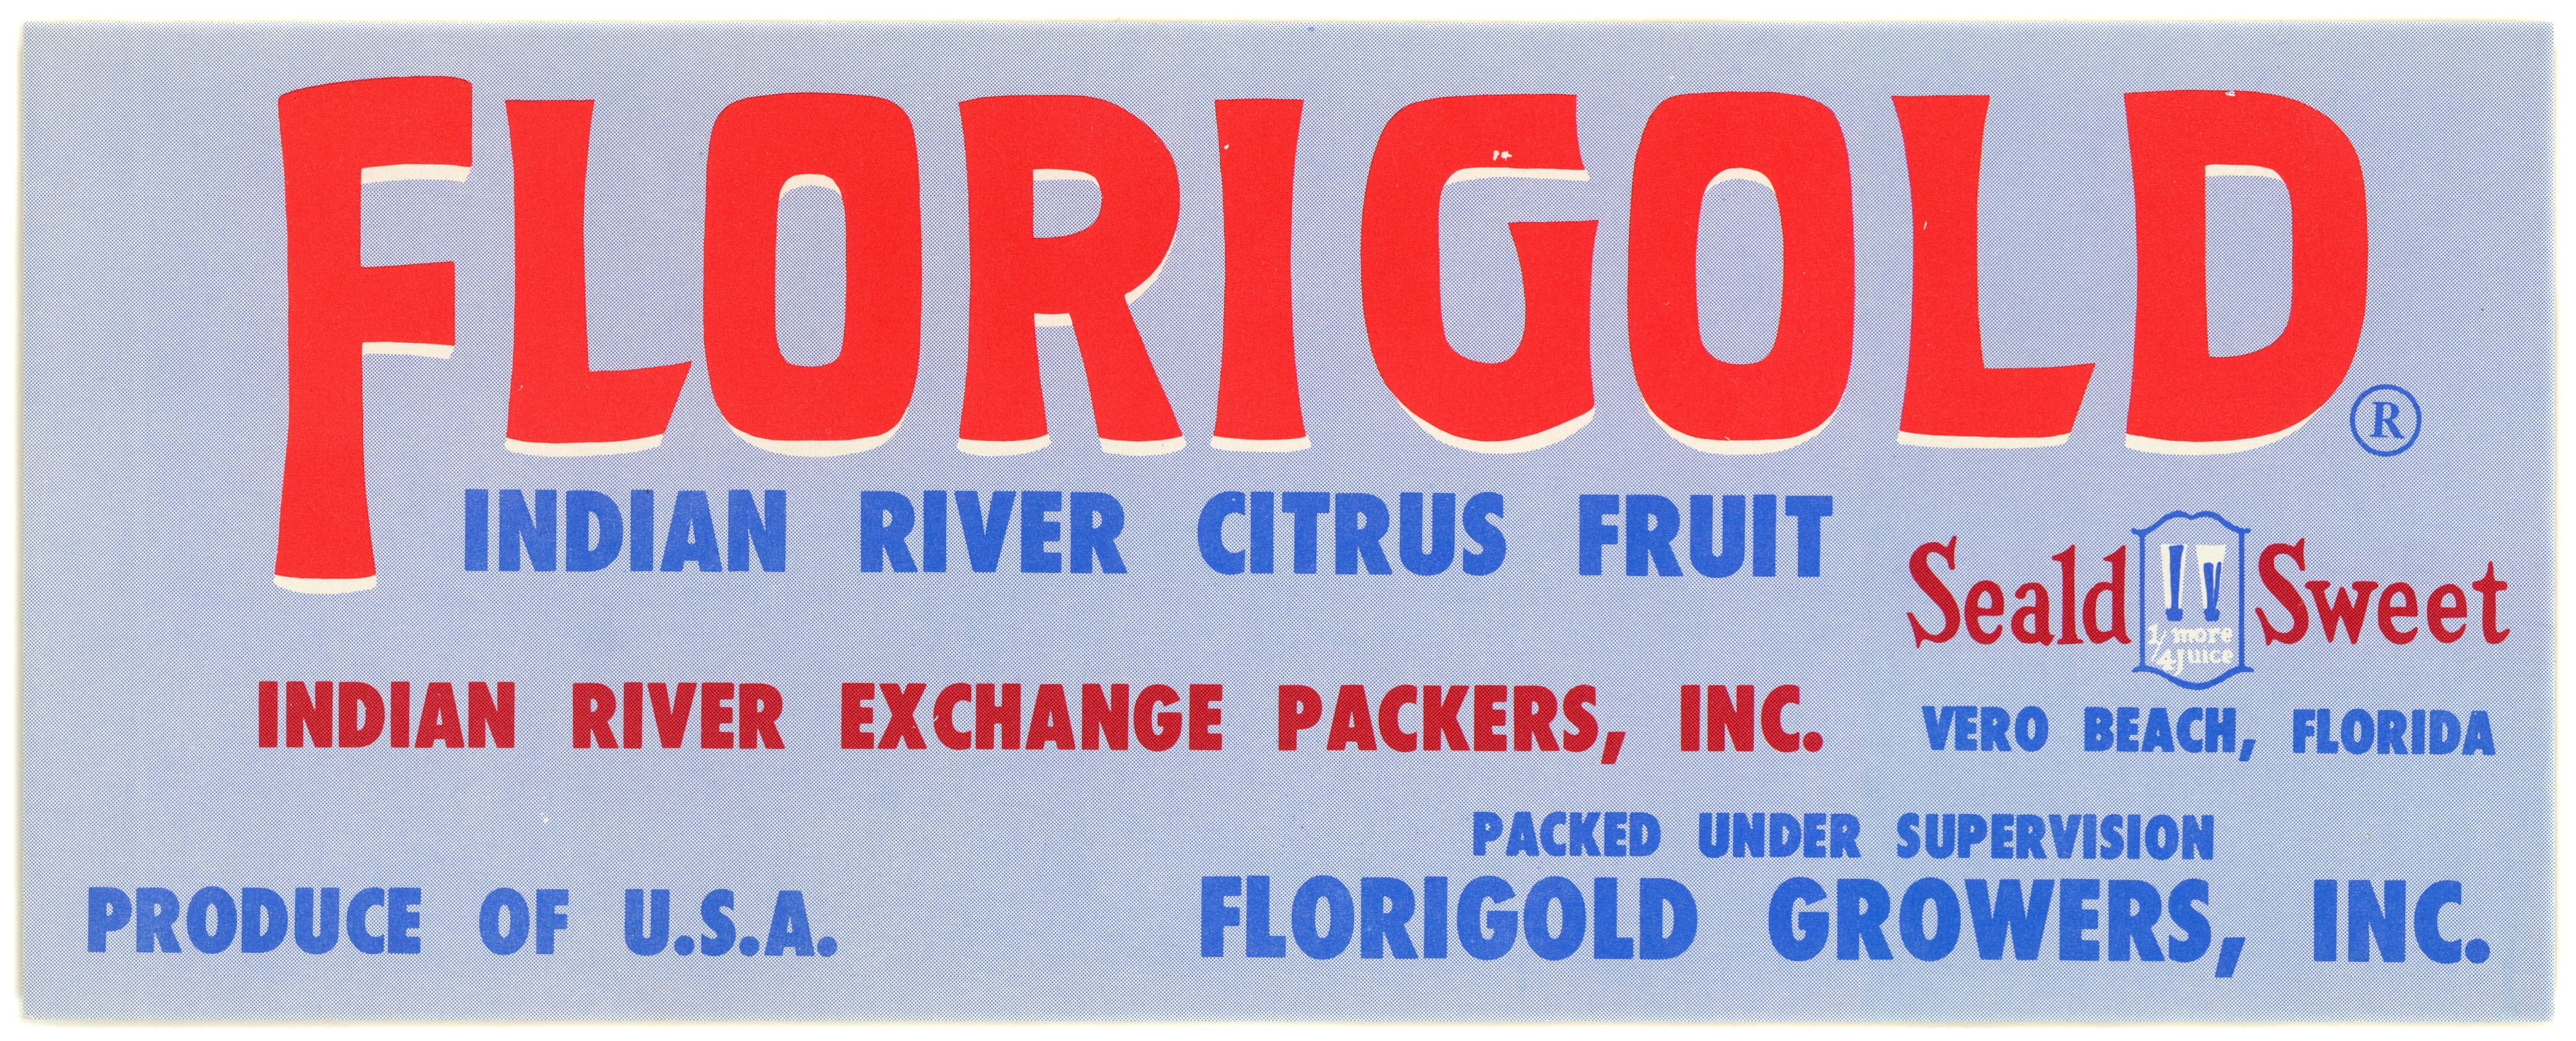 FLORIGOLD®
INDIAN RIVER CITRUS FRUIT
Seald Sweet
1/4 more
juice
INDIAN RIVER EXCHANGE PACKERS, INC.
VERO BEACH, FLORIDA
PACKED UNDER SUPERVISION
FLORIGOLD GROWERS, INC.
PRODUCE OF U.S.A.